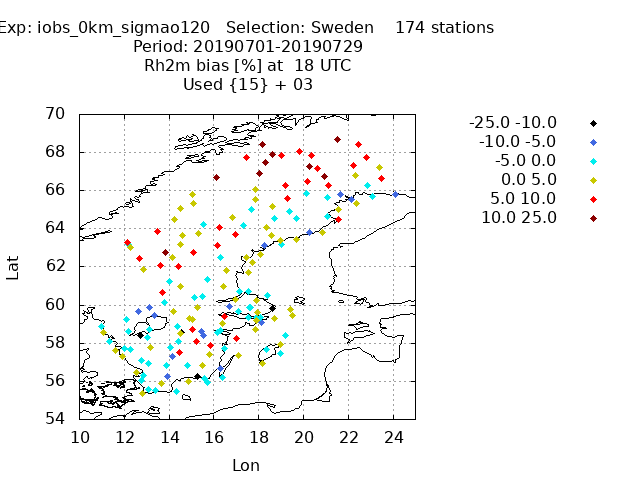 Exp: iobs_0km_sigmao120   Selection: Sweden    174 stations
Period: 20190701-20190729
Rh2m bias [%] at  18 UTC
Used {15} + 03
-25.0 -10.0
-10.0 -5.0
-5.0 0.0
0.0 5.0
5.0 10.0
10.0 25.0
70
68
66
64
62
60
58
56
54
Lat
10 12 14 16 18 20 22 24
Lon